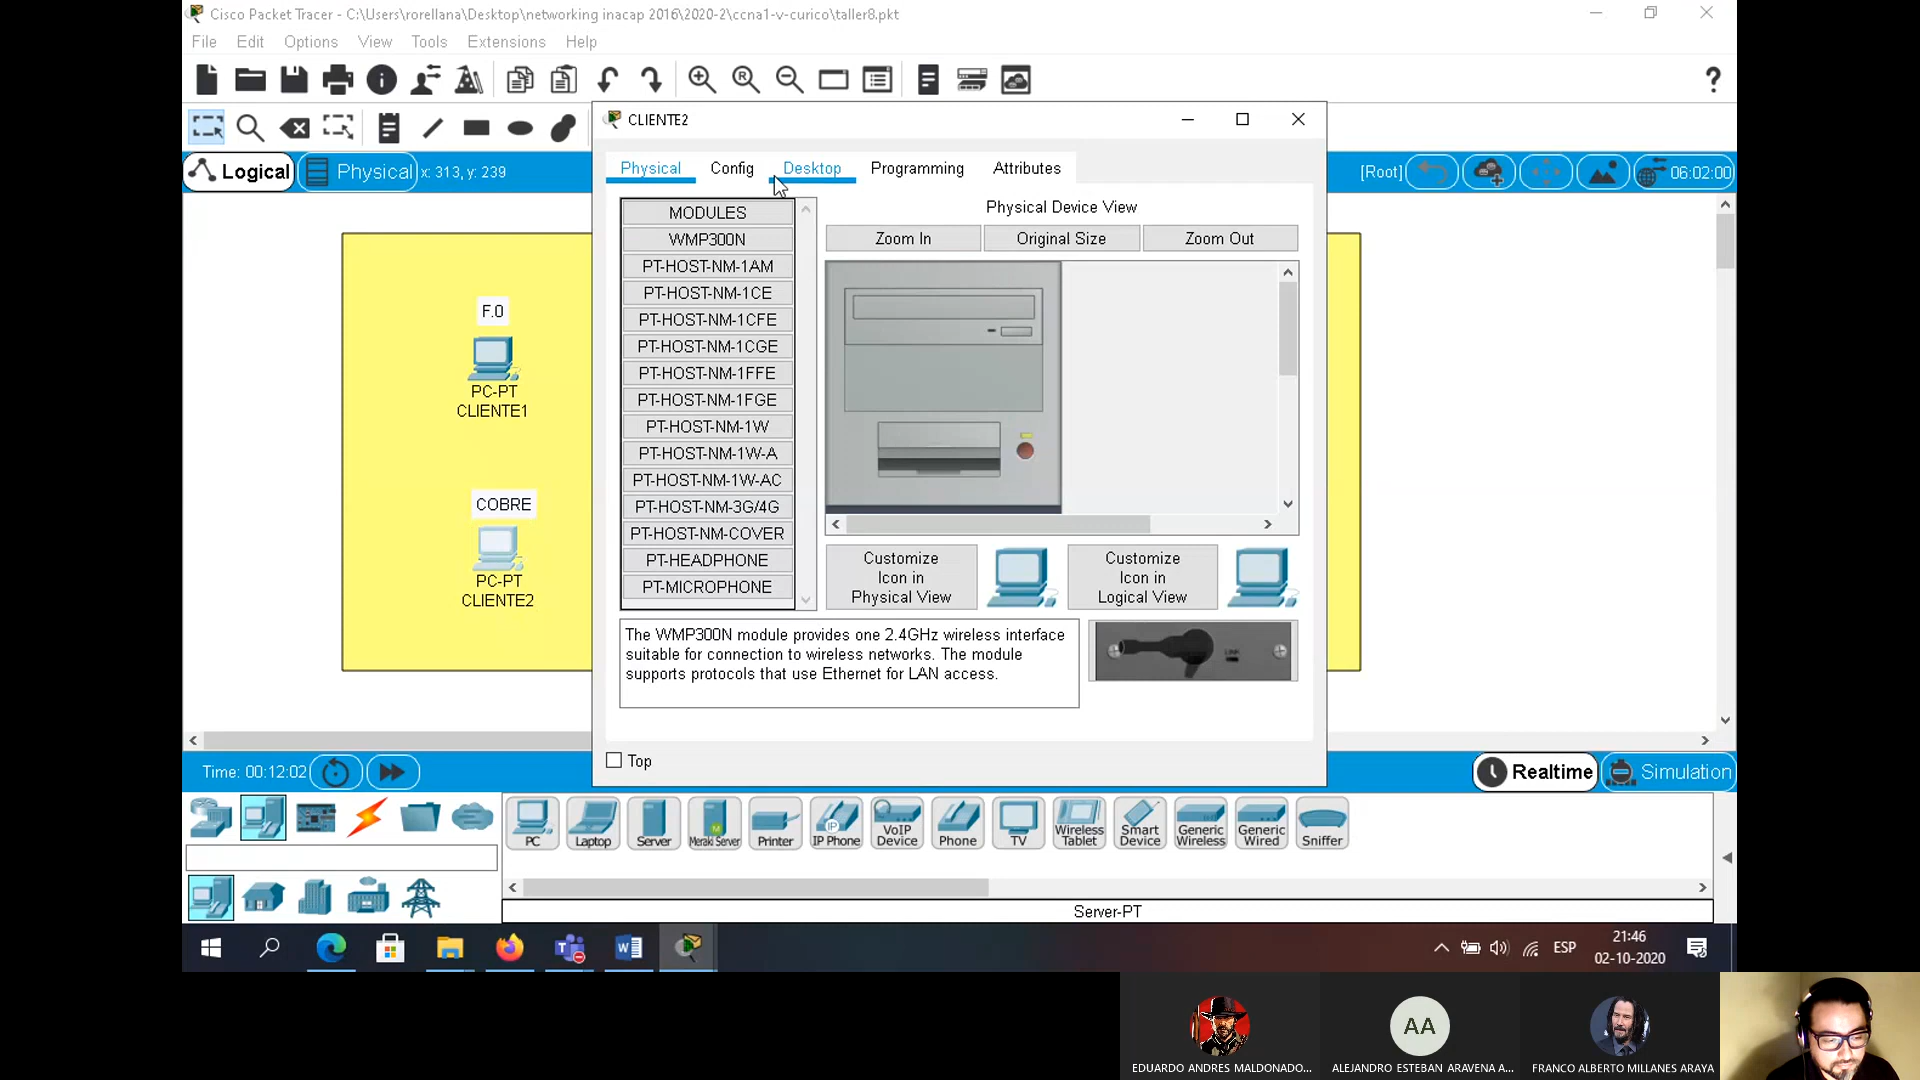 Cisco Packet Tracer - C:\Users\rorellana\Desktop\networking inacap 2016\2020-2\ccna1-v-curico\taller8.pkt
File Edit Options View Tools Extensions Help
CLIENTE2
Logical Physical x: 313, y: 239
[Root] 06:02:00
Physical Config Desktop Programming Attributes
MODULES
WMP300N
PT-HOST-NM-1AM
PT-HOST-NM-1CE
PT-HOST-NM-1CFE
PT-HOST-NM-1CGE
PT-HOST-NM-1FFE
PT-HOST-NM-1FGE
PT-HOST-NM-1W
PT-HOST-NM-1W-A
PT-HOST-NM-1W-AC
PT-HOST-NM-3G/4G
PT-HOST-NM-COVER
PT-HEADPHONE
PT-MICROPHONE
Physical Device View
Zoom In Original Size Zoom Out
F.O
PC-PT
CLIENTE1
COBRE
PC-PT
CLIENTE2
Customize
Icon in
Physical View
Customize
Icon in
Logical View
The WMP300N module provides one 2.4GHz wireless interface
suitable for connection to wireless networks. The module
supports protocols that use Ethernet for LAN access.
LINK
Top
Time: 00:12:02
Realtime Simulation
PC
Laptop
Server
Meraki Server
Printer
IP
IP Phone
VoIP
Device
Phone
TV
Wireless
Tablet
Smart
Device
Generic
Wireless
Generic
Wired
Sniffer
Server-PT
ESP
21:46
02-10-2020
AA
EDUARDO ANDRES MALDONADO...
ALEJANDRO ESTEBAN ARAVENA A...
FRANCO ALBERTO MILLANES ARAYA